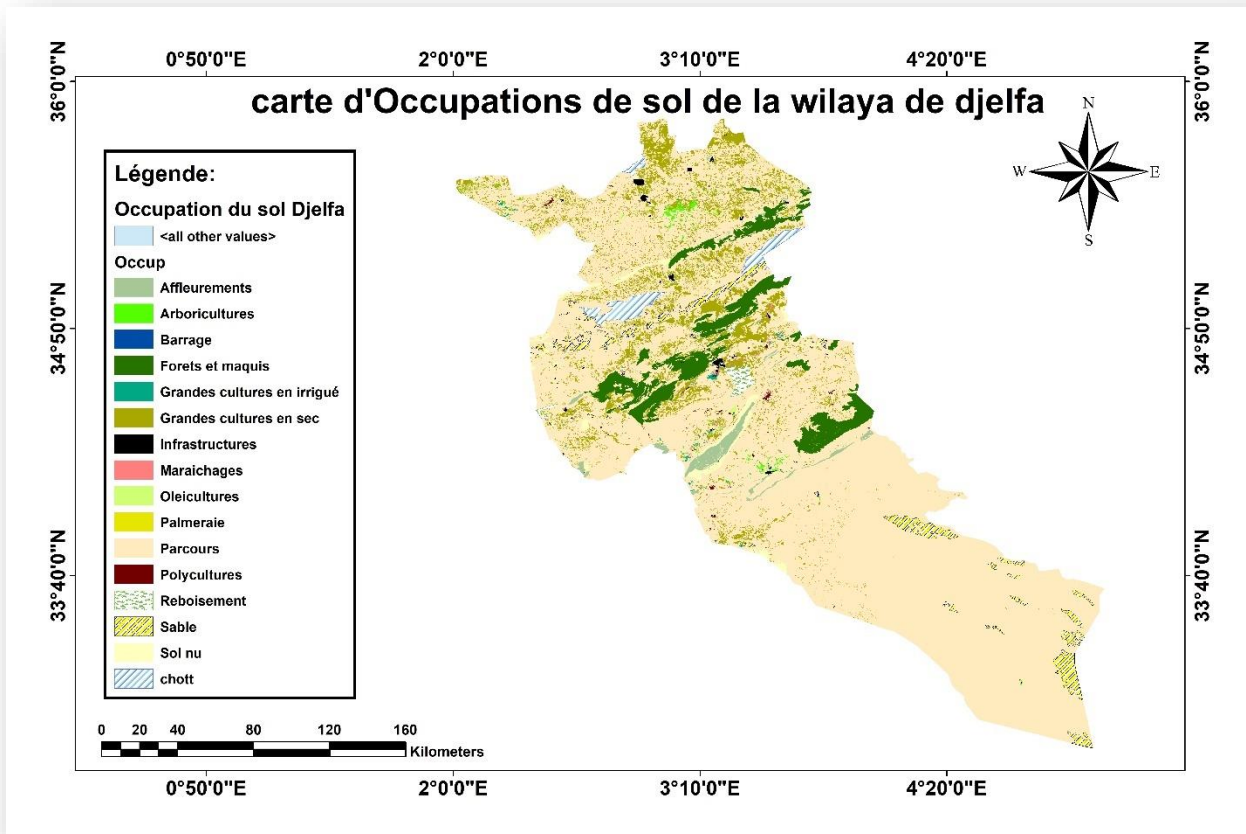 0°50'0"E 2°0'0"E 3°10'0"E 4°20'0"E
36°0'0"N 36°0'0"N
carte d'Occupations de sol de la wilaya de djelfa
N
W E
S
Légende:
Occupation du sol Djelfa
<all other values>
Occup
Affleurements
Arboricultures
Barrage
Forets et maquis
Grandes cultures en irrigué
Grandes cultures en sec
Infrastructures
Maraichages
Oleicultures
Palmeraie
Parcours
Polycultures
Reboisement
Sable
Sol nu
chott
34°50'0"N 34°50'0"N
33°40'0"N 33°40'0"N
0 20 40 80 120 160
Kilometers
0°50'0"E 2°0'0"E 3°10'0"E 4°20'0"E